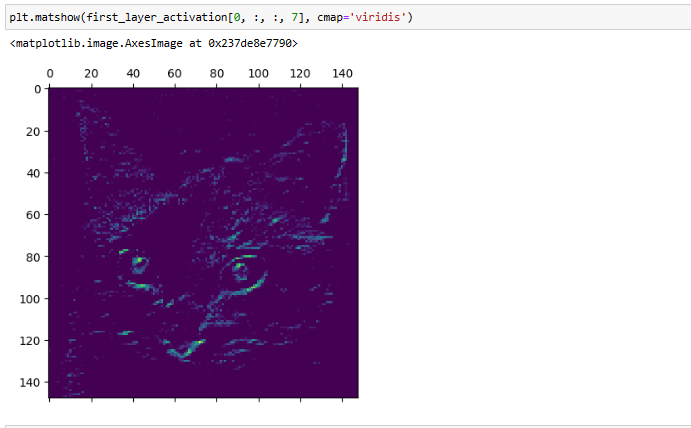 plt.matshow(first_layer_activation[0, :, :, 7], cmap='viridis')
<matplotlib.image.AxesImage at 0x237de8e7790>
0 20 40 60 80 100 120 140
0
20
40
60
80
100
120
140